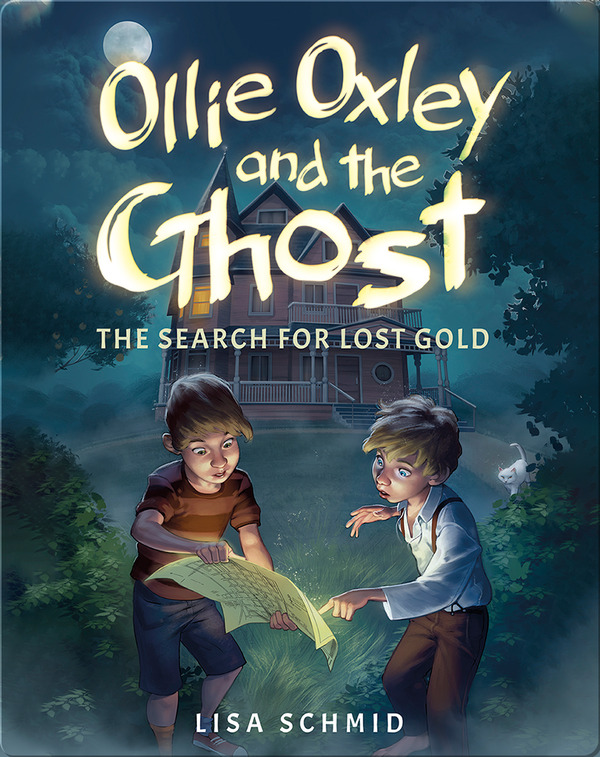 Ollie Oxley
and the
Ghost
THE SEARCH FOR LOST GOLD
LISA SCHMID